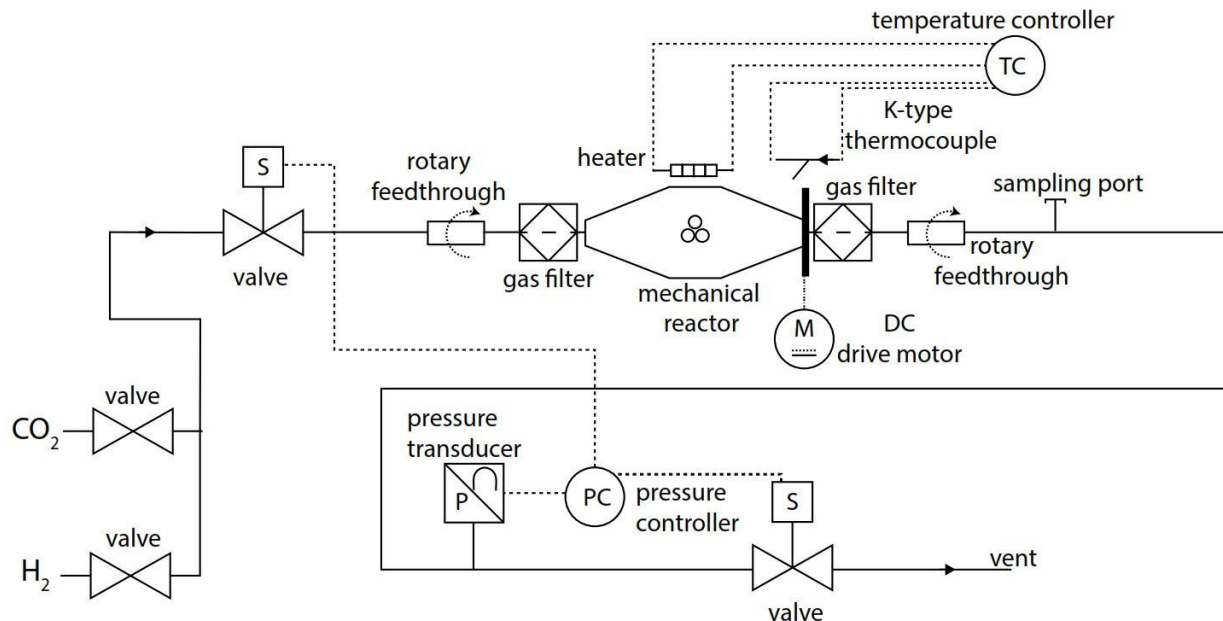 temperature controller
TC
K-type
thermocouple
S
rotary
feedthrough
heater
gas filter
sampling port
valve
gas filter
mechanical
reactor
rotary
feedthrough
M
DC
drive motor
valve
CO₂
pressure
transducer
P
PC
pressure
controller
S
valve
H₂
vent
valve